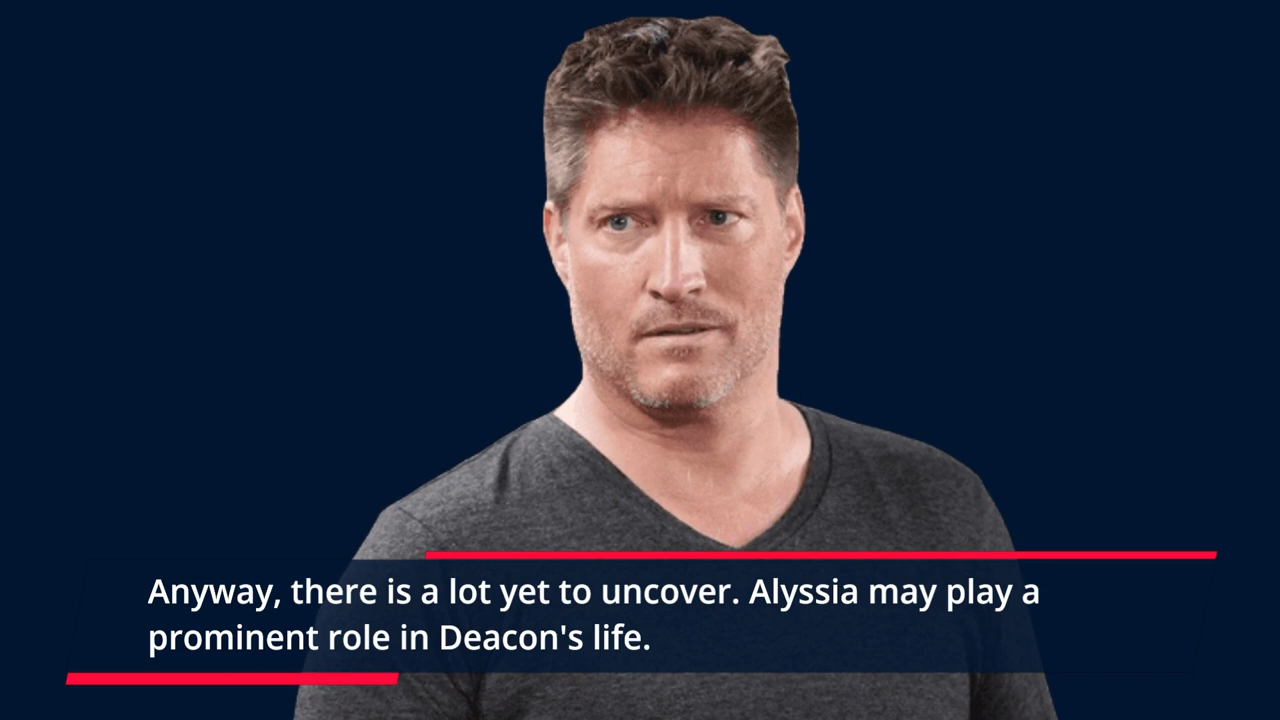 Anyway, there is a lot yet to uncover. Alyssia may play a
prominent role in Deacon's life.